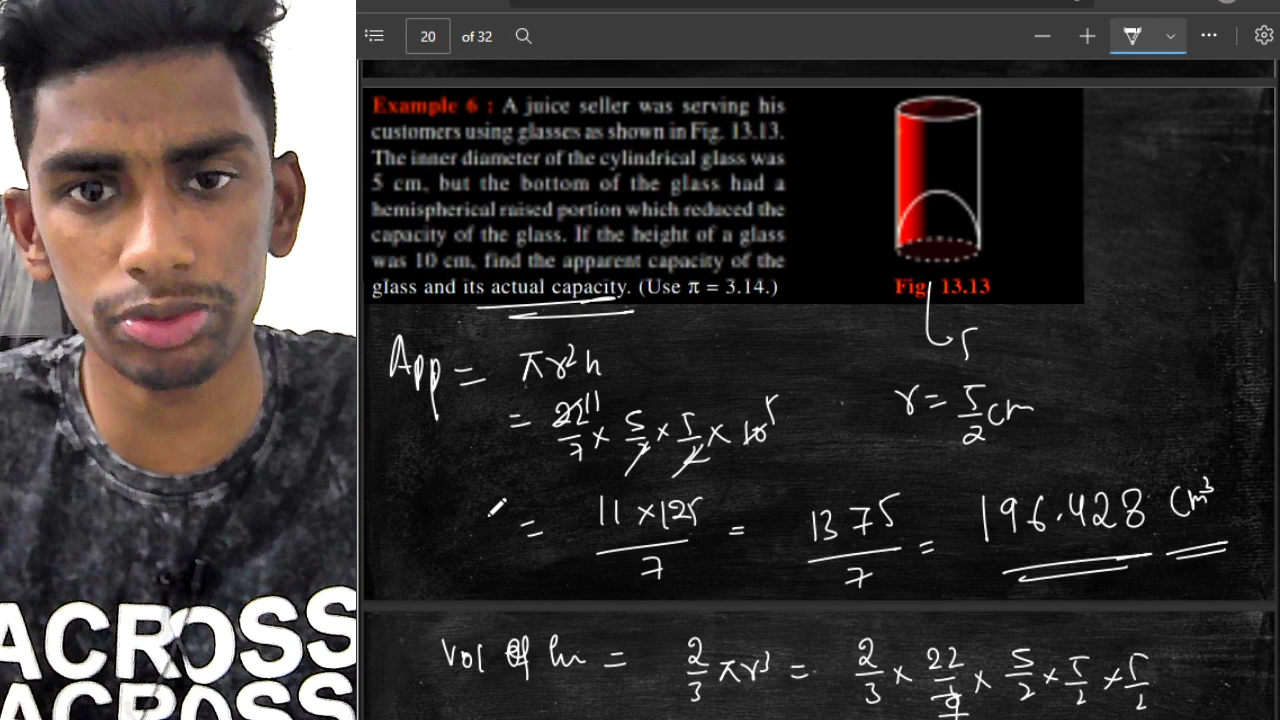 20 of 32
Example 6 : A juice seller was serving his
customers using glasses as shown in Fig. 13.13.
The inner diameter of the cylindrical glass was
5 cm, but the bottom of the glass had a
hemispherical raised portion which reduced the
capacity of the glass. If the height of a glass
was 10 cm, find the apparent capacity of the
glass and its actual capacity. (Use π = 3.14.)
Fig. 13.13
5
r = 5/2 cm
App = πr²h
= 22/7 × 5/2 × 5/2 × 10
11 5
= 11 × 125 / 7 = 1375 / 7 = 196.428 cm³
Vol of = 2/3 πr³ = 2/3 × 22/7 × 5/2 × 5/2 × 5/2
ACROSS
ACROSS